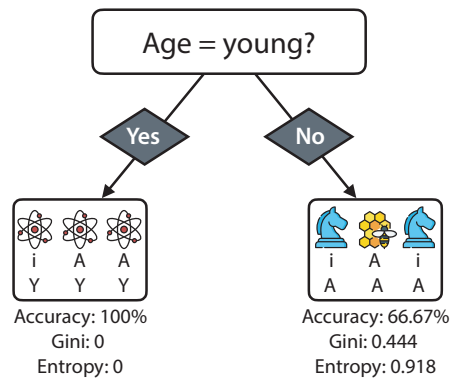 Age = young?
Yes
No
i A A
Y Y Y
Accuracy: 100%
Gini: 0
Entropy: 0
i A i
A A A
Accuracy: 66.67%
Gini: 0.444
Entropy: 0.918